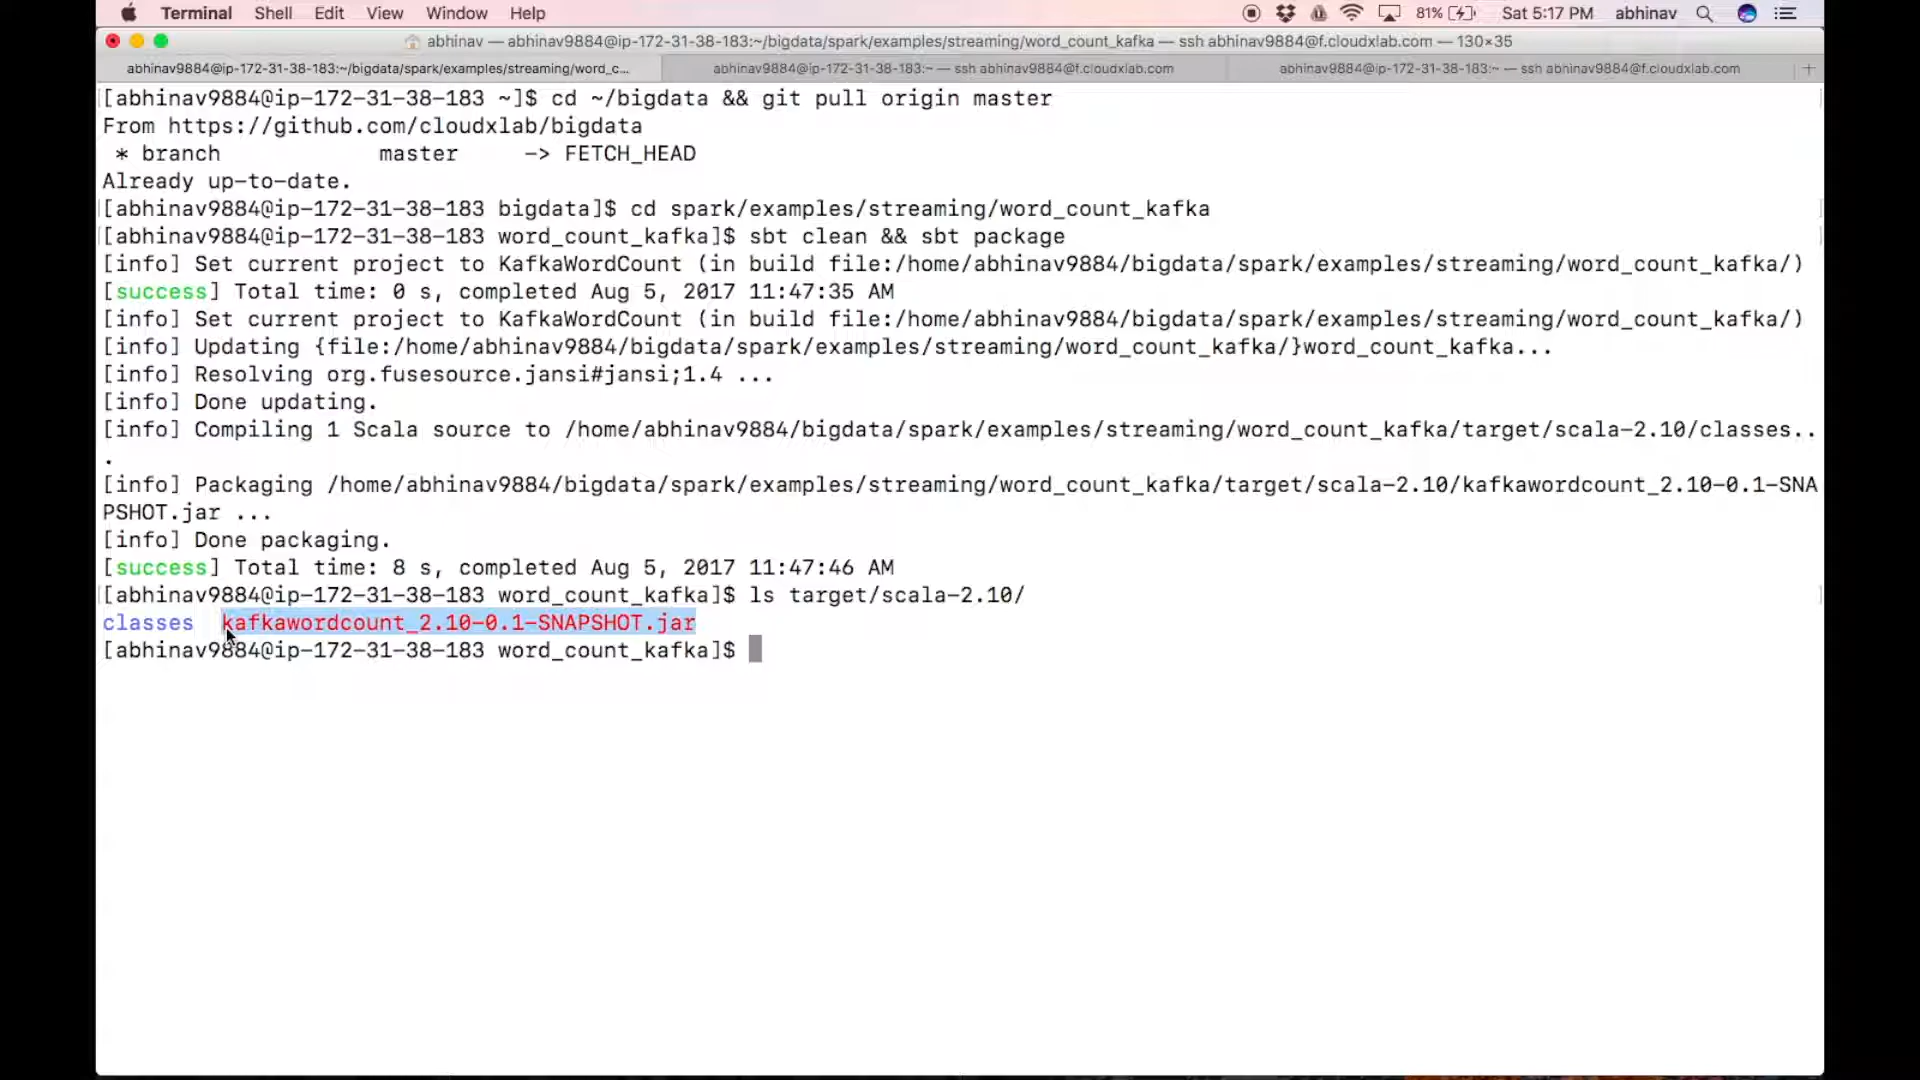 Terminal Shell Edit View Window Help 81% Sat 5:17 PM abhinav
abhinav — abhinav9884@ip-172-31-38-183:~/bigdata/spark/examples/streaming/word_count_kafka — ssh abhinav9884@f.cloudxlab.com — 130×35
abhinav9884@ip-172-31-38-183:~/bigdata/spark/examples/streaming/word_c... abhinav9884@ip-172-31-38-183:~ — ssh abhinav9884@f.cloudxlab.com abhinav9884@ip-172-31-38-183:~ — ssh abhinav9884@f.cloudxlab.com +
[abhinav9884@ip-172-31-38-183 ~]$ cd ~/bigdata && git pull origin master
From https://github.com/cloudxlab/bigdata
* branch master -> FETCH_HEAD
Already up-to-date.
[abhinav9884@ip-172-31-38-183 bigdata]$ cd spark/examples/streaming/word_count_kafka
[abhinav9884@ip-172-31-38-183 word_count_kafka]$ sbt clean && sbt package
[info] Set current project to KafkaWordCount (in build file:/home/abhinav9884/bigdata/spark/examples/streaming/word_count_kafka/)
[success] Total time: 0 s, completed Aug 5, 2017 11:47:35 AM
[info] Set current project to KafkaWordCount (in build file:/home/abhinav9884/bigdata/spark/examples/streaming/word_count_kafka/)
[info] Updating {file:/home/abhinav9884/bigdata/spark/examples/streaming/word_count_kafka/}word_count_kafka...
[info] Resolving org.fusesource.jansi#jansi;1.4 ...
[info] Done updating.
[info] Compiling 1 Scala source to /home/abhinav9884/bigdata/spark/examples/streaming/word_count_kafka/target/scala-2.10/classes..
.
[info] Packaging /home/abhinav9884/bigdata/spark/examples/streaming/word_count_kafka/target/scala-2.10/kafkawordcount_2.10-0.1-SNA
PSHOT.jar ...
[info] Done packaging.
[success] Total time: 8 s, completed Aug 5, 2017 11:47:46 AM
[abhinav9884@ip-172-31-38-183 word_count_kafka]$ ls target/scala-2.10/
classes kafkawordcount_2.10-0.1-SNAPSHOT.jar
[abhinav9884@ip-172-31-38-183 word_count_kafka]$